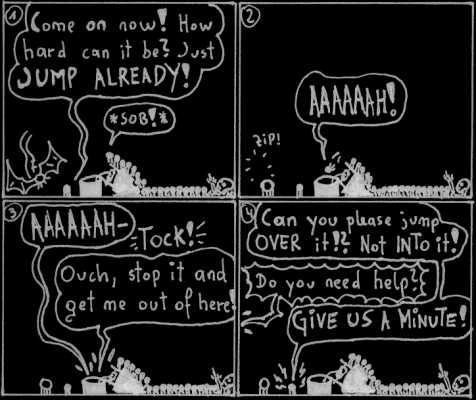 1
Come on now! How
hard can it be? Just
JUMP ALREADY!
*SOB!*
2
AAAAAAH!
ZIP!
3
AAAAAAH-
TOCK!
Ouch, stop it and
get me out of here!
4
Can you please jump
OVER it!? Not INTO it!
Do you need help?
GIVE US A MINUTE!